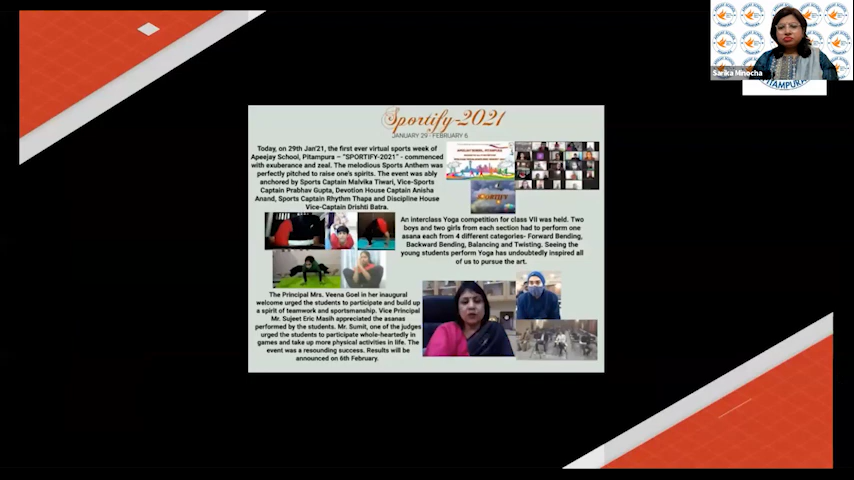 Sportify-2021
JANUARY 29 - FEBRUARY 6
Today, on 29th Jan'21, the first ever virtual sports week of
Apeejay School, Pitampura – "SPORTIFY-2021" - commenced
with exuberance and zeal. The melodious Sports Anthem was
perfectly pitched to raise one's spirits. The event was ably
anchored by Sports Captain Malvika Tiwari, Vice-Sports
Captain Prabhav Gupta, Devotion House Captain Anisha
Anand, Sports Captain Rhythm Thapa and Discipline House
Vice-Captain Drishti Batra.
An interclass Yoga competition for class VII was held. Two
boys and two girls from each section had to perform one
asana each from 4 different categories- Forward Bending,
Backward Bending, Balancing and Twisting. Seeing the
young students perform Yoga has undoubtedly inspired all
of us to pursue the art.
The Principal Mrs. Veena Goel in her inaugural
welcome urged the students to participate and build up
a spirit of teamwork and sportsmanship. Vice Principal
Mr. Sujeet Eric Masih appreciated the asanas
performed by the students. Mr. Sumit, one of the judges
urged the students to participate whole-heartedly in
games and take up more physical activities in life. The
event was a resounding success. Results will be
announced on 6th February.
Sarika Minocha
PITAMPURA